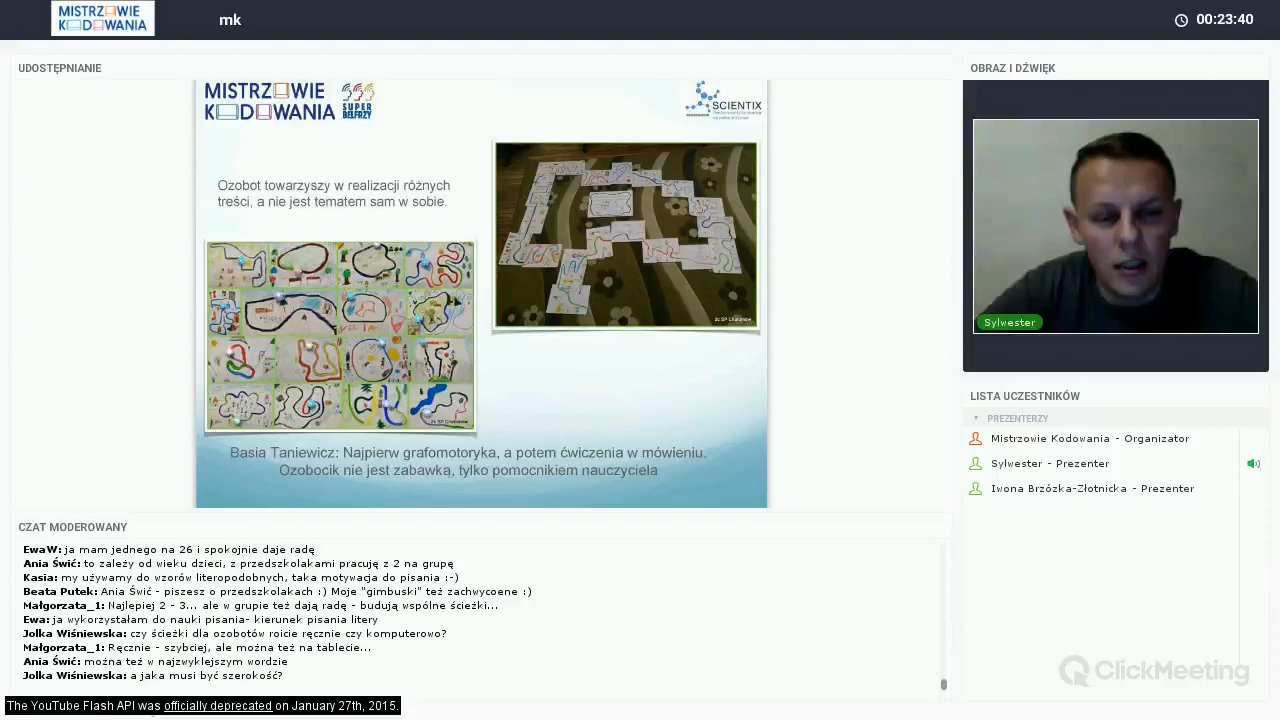 MISTRZOWIE
KODOWANIA
mk
00:23:40
UDOSTĘPNIANIE
MISTRZOWIE
KODOWANIA
SUPER
BELFRZY
SCIENTIX
Ozobot towarzyszy w realizacji różnych
treści, a nie jest tematem sam w sobie.
Basia Taniewicz: Najpierw grafomotoryka, a potem ćwiczenia w mówieniu.
Ozobocik nie jest zabawką, tylko pomocnikiem nauczyciela
CZAT MODEROWANY
EwaW: ja mam jednego na 26 i spokojnie daje radę
Ania Świć: to zależy od wieku dzieci, z przedszkolakami pracuję z 2 na grupę
Kasia: my używamy do wzorów literopodobnych, taka motywacja do pisania :-)
Beata Putek: Ania Świć - piszesz o przedszkolakach :) Moje "gimbuski" też zachwycoene :)
Małgorzata_1: Najlepiej 2 - 3... ale w grupie też dają radę - budują wspólne ścieżki...
Ewa: ja wykorzystałam do nauki pisania- kierunek pisania litery
Jolka Wiśniewska: czy ścieżki dla ozobotów roicie ręcznie czy komputerowo?
Małgorzata_1: Ręcznie - szybciej, ale można też na tablecie...
Ania Świć: można też w najzwyklejszym wordzie
Jolka Wiśniewska: a jaka musi być szerokość?
The YouTube Flash API was officially deprecated on January 27th, 2015.
OBRAZ I DŹWIĘK
Sylwester
LISTA UCZESTNIKÓW
PREZENTERZY
Mistrzowie Kodowania - Organizator
Sylwester - Prezenter
Iwona Brzózka-Złotnicka - Prezenter
ClickMeeting